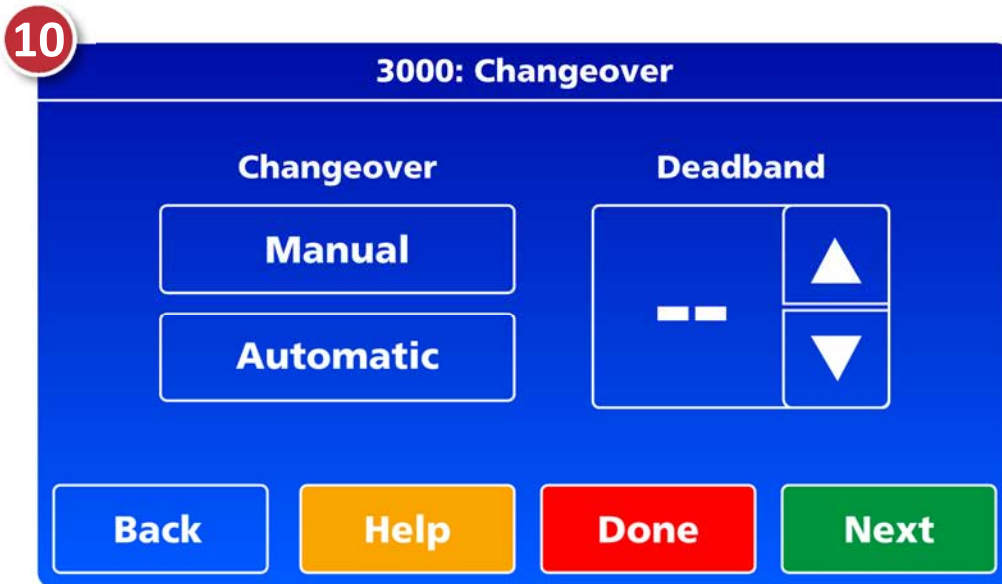 10
3000: Changeover
Changeover
Deadband
Manual
--
Automatic
Back
Help
Done
Next